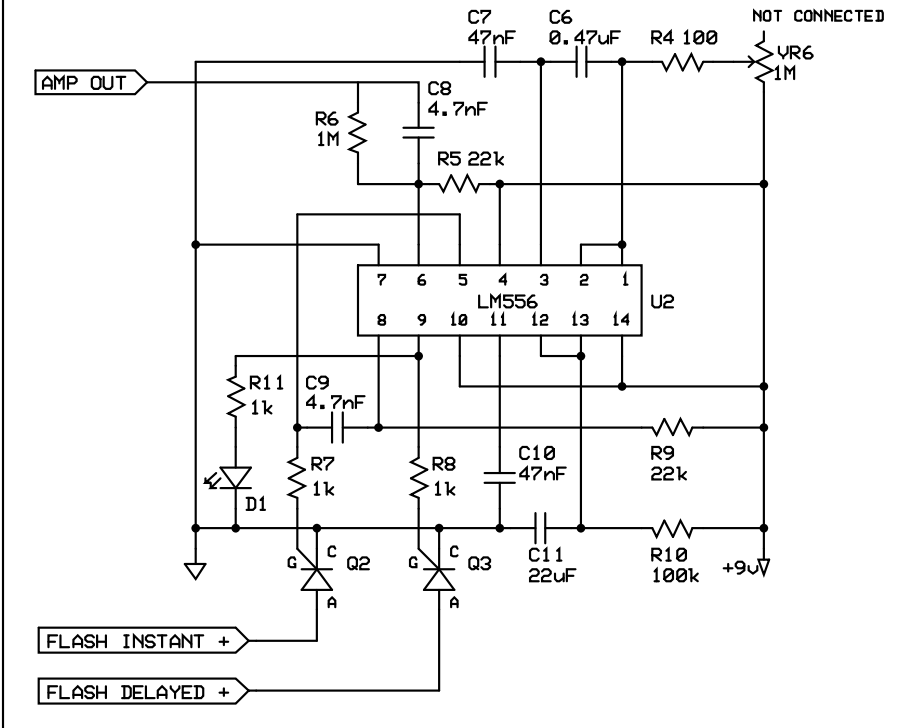 NOT CONNECTED
C7
47nF
C6
0.47uF
R4 100
VR6
1M
AMP OUT
C8
4.7nF
R6
1M
R5 22k
7 6 5 4 3 2 1
LM556
U2
8 9 10 11 12 13 14
R11
1k
C9
4.7nF
C10
47nF
R9
22k
R7
1k
R8
1k
D1
C11
22uF
R10
100k
+9v
G
C
Q2
A
G
C
Q3
A
FLASH INSTANT +
FLASH DELAYED +